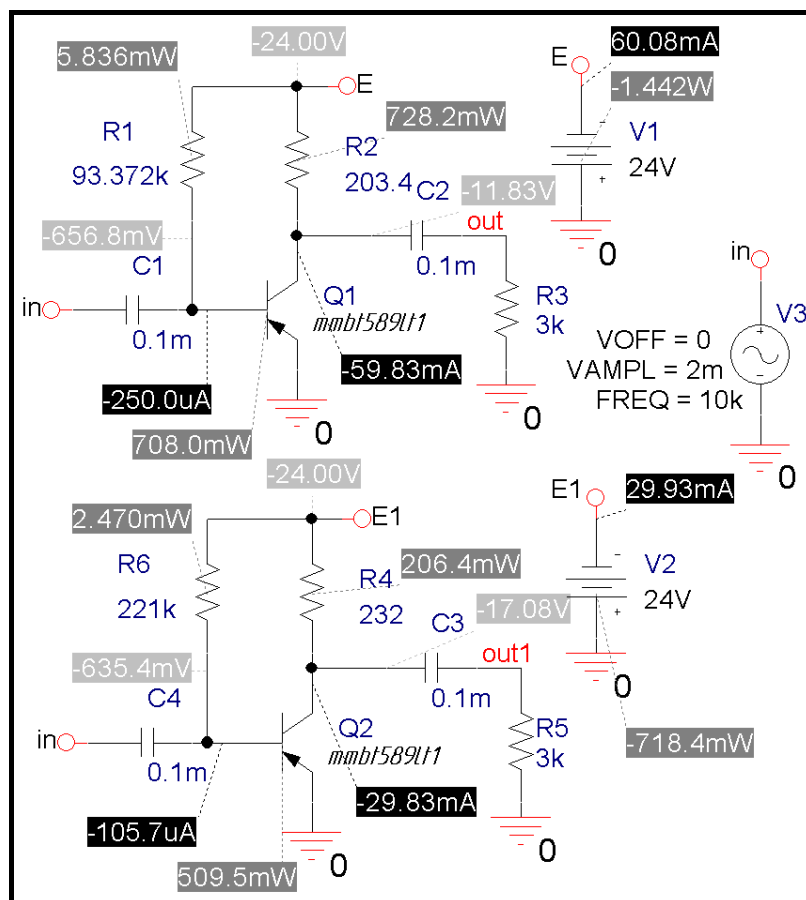 -24.00V
60.08mA
5.836mW
E
E
-1.442W
728.2mW
R1
R2
V1
93.372k
203.4
24V
C2
-11.83V
-656.8mV
out
0
C1
0.1m
in
in
Q1
R3
V3
0.1m
mmbt589lt1
3k
VOFF = 0
-59.83mA
VAMPL = 2m
-250.0uA
FREQ = 10k
0
0
708.0mW
0
-24.00V
E1
29.93mA
2.470mW
E1
R6
R4
206.4mW
V2
221k
232
-17.08V
24V
C3
-635.4mV
out1
C4
0.1m
0
in
Q2
R5
0.1m
mmbt589lt1
3k
-718.4mW
-29.83mA
-105.7uA
0
0
509.5mW